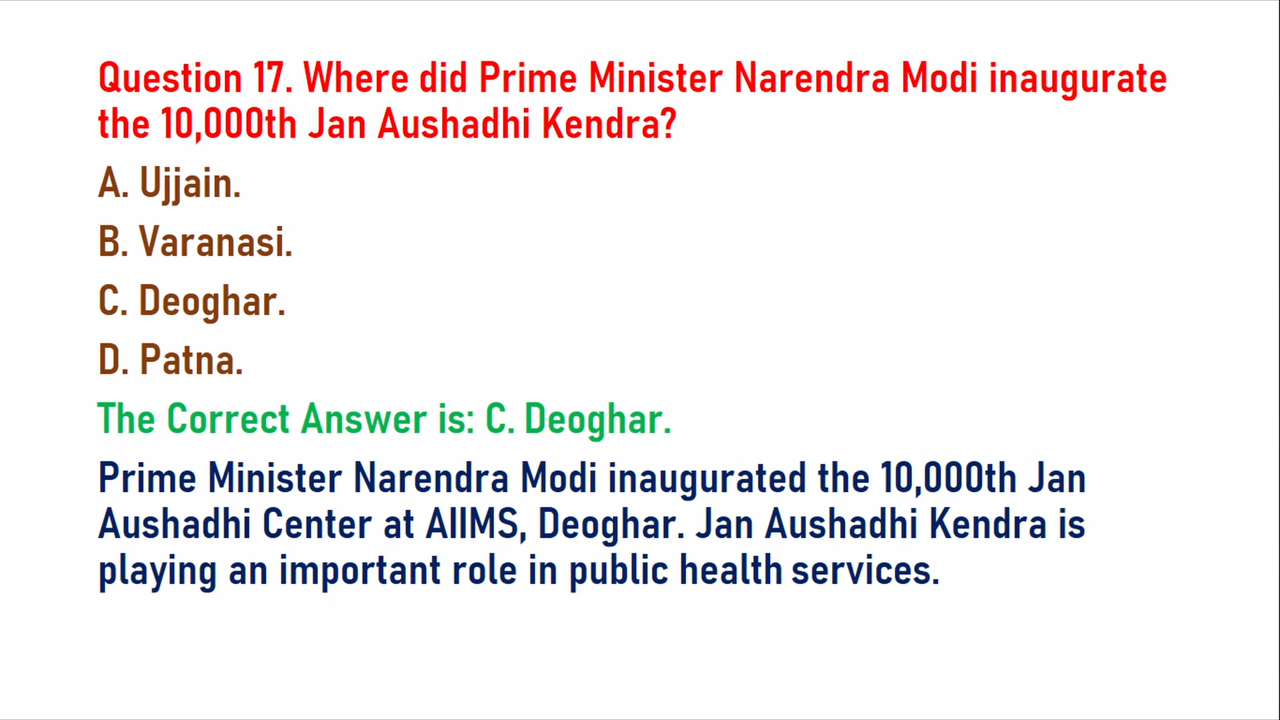 Question 17. Where did Prime Minister Narendra Modi inaugurate
the 10,000th Jan Aushadhi Kendra?
A. Ujjain.
B. Varanasi.
C. Deoghar.
D. Patna.
The Correct Answer is: C. Deoghar.
Prime Minister Narendra Modi inaugurated the 10,000th Jan
Aushadhi Center at AIIMS, Deoghar. Jan Aushadhi Kendra is
playing an important role in public health services.